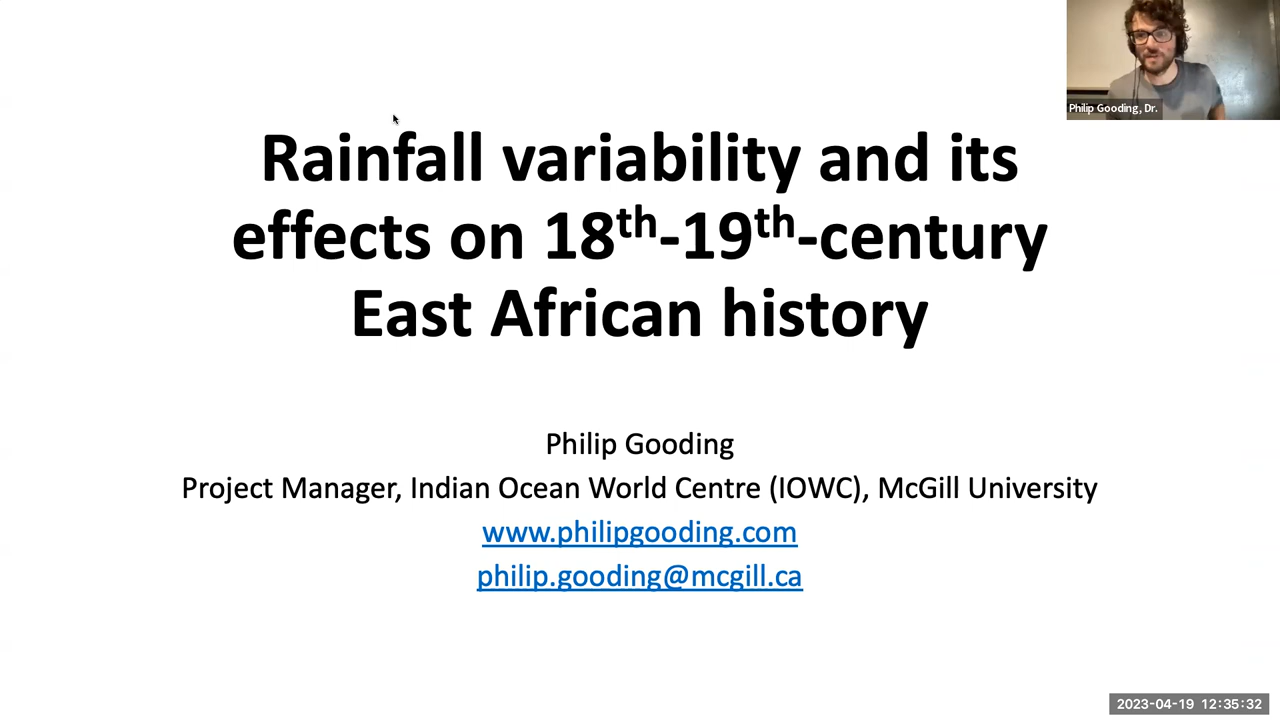 Philip Gooding, Dr.
Rainfall variability and its
effects on 18th-19th-century
East African history
Philip Gooding
Project Manager, Indian Ocean World Centre (IOWC), McGill University
www.philipgooding.com
philip.gooding@mcgill.ca
2023-04-19 12:35:32